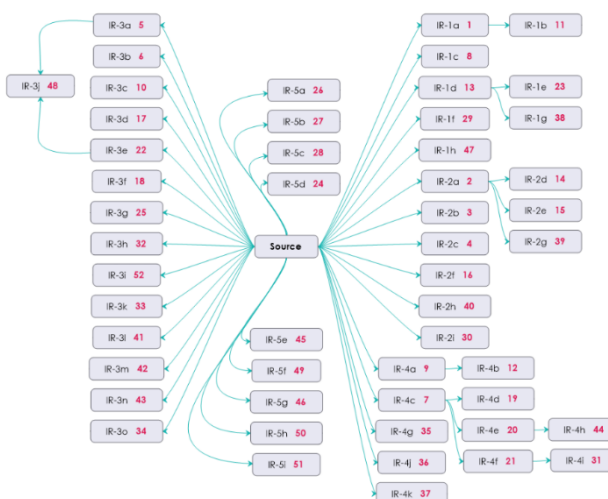 IR-3a 5
IR-3b 6
IR-3j 48
IR-3c 10
IR-3d 17
IR-3e 22
IR-3f 18
IR-3g 25
IR-3h 32
IR-3i 52
IR-3k 33
IR-3l 41
IR-3m 42
IR-3n 43
IR-3o 34
IR-5a 26
IR-5b 27
IR-5c 28
IR-5d 24
Source
IR-5e 45
IR-5f 49
IR-5g 46
IR-5h 50
IR-5i 51
IR-1a 1
IR-1b 11
IR-1c 8
IR-1d 13
IR-1e 23
IR-1g 38
IR-1f 29
IR-1h 47
IR-2a 2
IR-2d 14
IR-2e 15
IR-2g 39
IR-2b 3
IR-2c 4
IR-2f 16
IR-2h 40
IR-2i 30
IR-4a 9
IR-4b 12
IR-4c 7
IR-4d 19
IR-4e 20
IR-4h 44
IR-4f 21
IR-4i 31
IR-4g 35
IR-4j 36
IR-4k 37